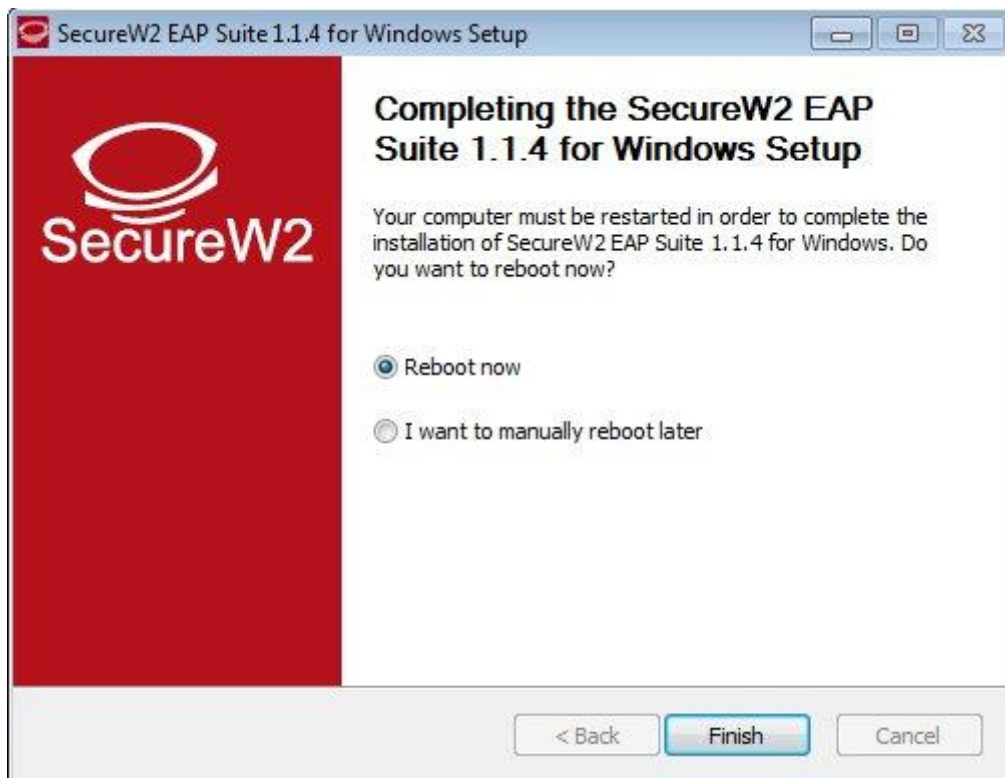 SecureW2 EAP Suite 1.1.4 for Windows Setup
SecureW2
Completing the SecureW2 EAP
Suite 1.1.4 for Windows Setup
Your computer must be restarted in order to complete the
installation of SecureW2 EAP Suite 1.1.4 for Windows. Do
you want to reboot now?
Reboot now
I want to manually reboot later
< Back
Finish
Cancel